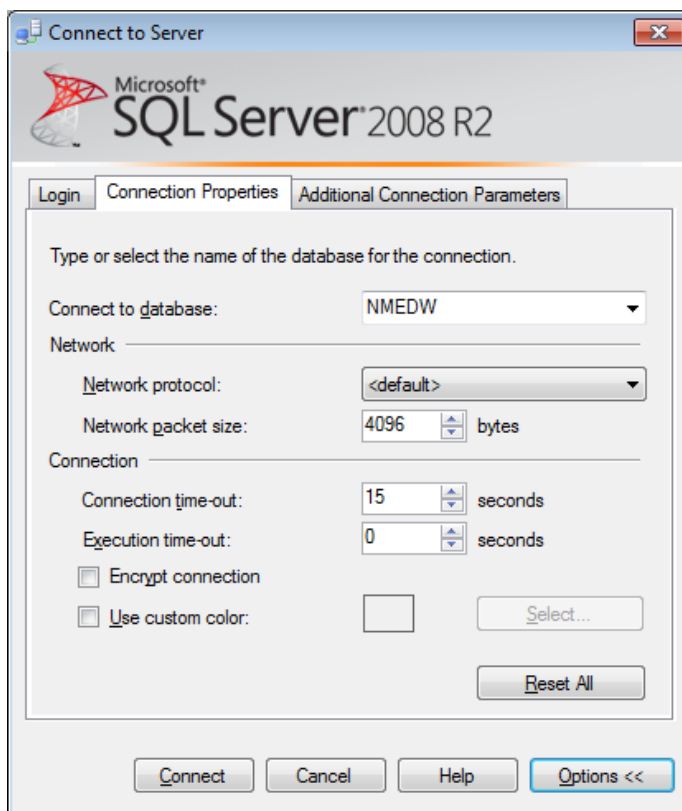 Connect to Server
Microsoft®
SQL Server® 2008 R2
Login Connection Properties Additional Connection Parameters
Type or select the name of the database for the connection.
Connect to database: NMEDW
Network
Network protocol: <default>
Network packet size: 4096 bytes
Connection
Connection time-out: 15 seconds
Execution time-out: 0 seconds
Encrypt connection
Use custom color: Select...
Reset All
Connect Cancel Help Options <<